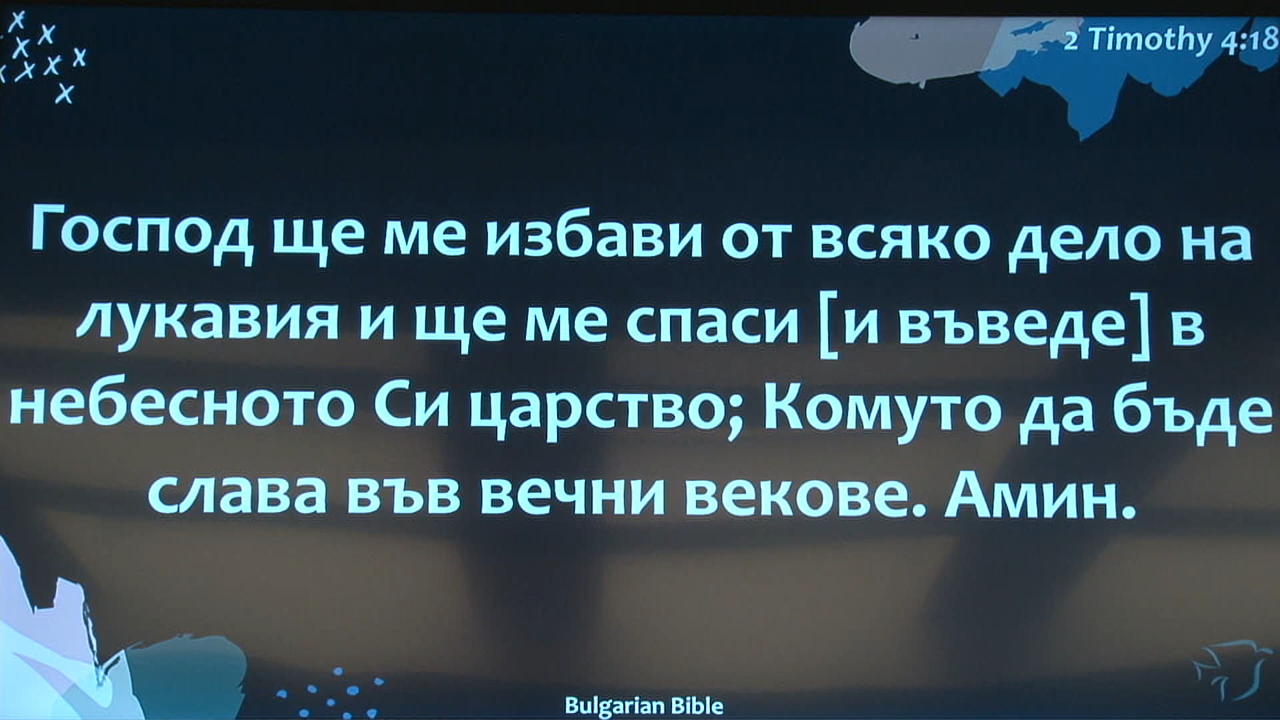 2 Timothy 4:18
Господ ще ме избави от всяко дело на
лукавия и ще ме спаси [и въведе] в
небесното Си царство; Комуто да бъде
слава във вечни векове. Амин.
Bulgarian Bible